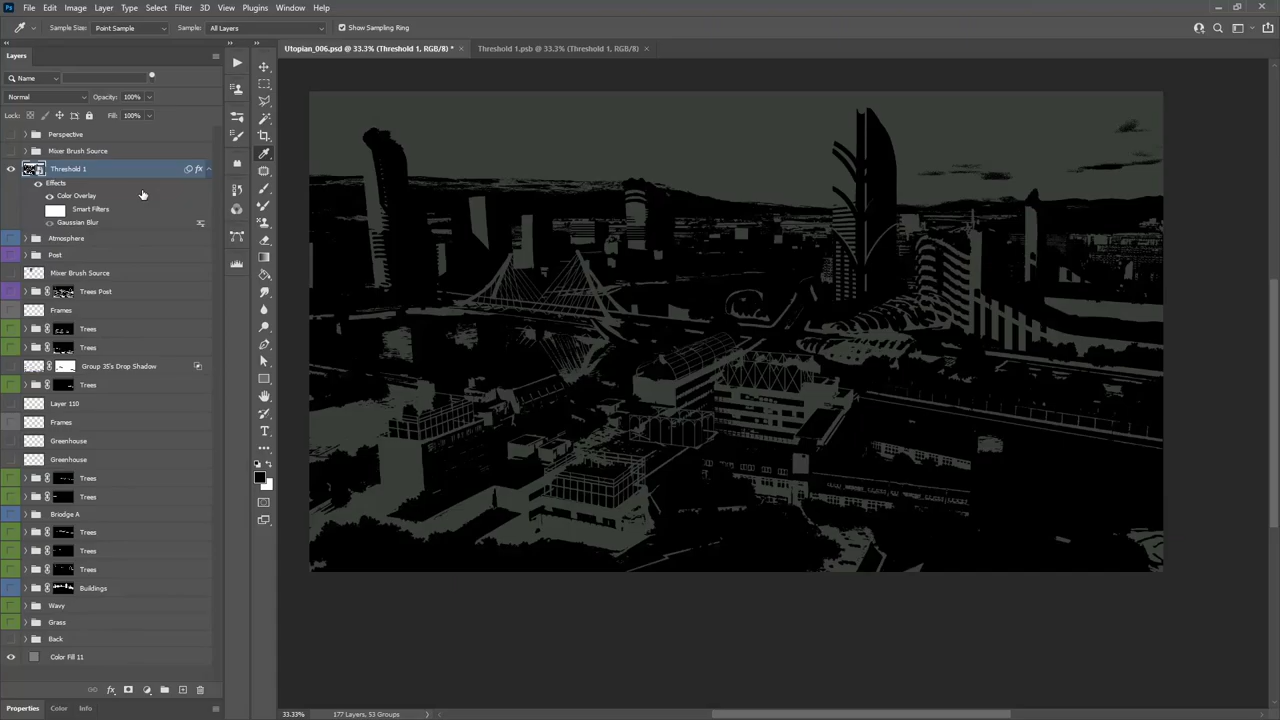 Ps File Edit Image Layer Type Select Filter 3D View Plugins Window Help
Sample Size: Point Sample Sample: All Layers Show Sampling Ring
Layers
Utopian_006.psd @ 33.3% (Threshold 1, RGB/8) * × Threshold 1.psb @ 33.3% (Threshold 1, RGB/8) ×
Name
Normal Opacity: 100%
Lock: Fill: 100%
Perspective
Mixer Brush Source
Threshold 1 fx
Effects
Color Overlay
Smart Filters
Gaussian Blur
Atmosphere
Post
Mixer Brush Source
Trees Post
Frames
Trees
Trees
Group 35's Drop Shadow
Trees
Layer 110
Frames
Greenhouse
Greenhouse
Trees
Trees
Briodge A
Trees
Trees
Trees
Buildings
Wavy
Grass
Back
Color Fill 11
fx
Properties Color Info
33.33% 177 Layers, 53 Groups